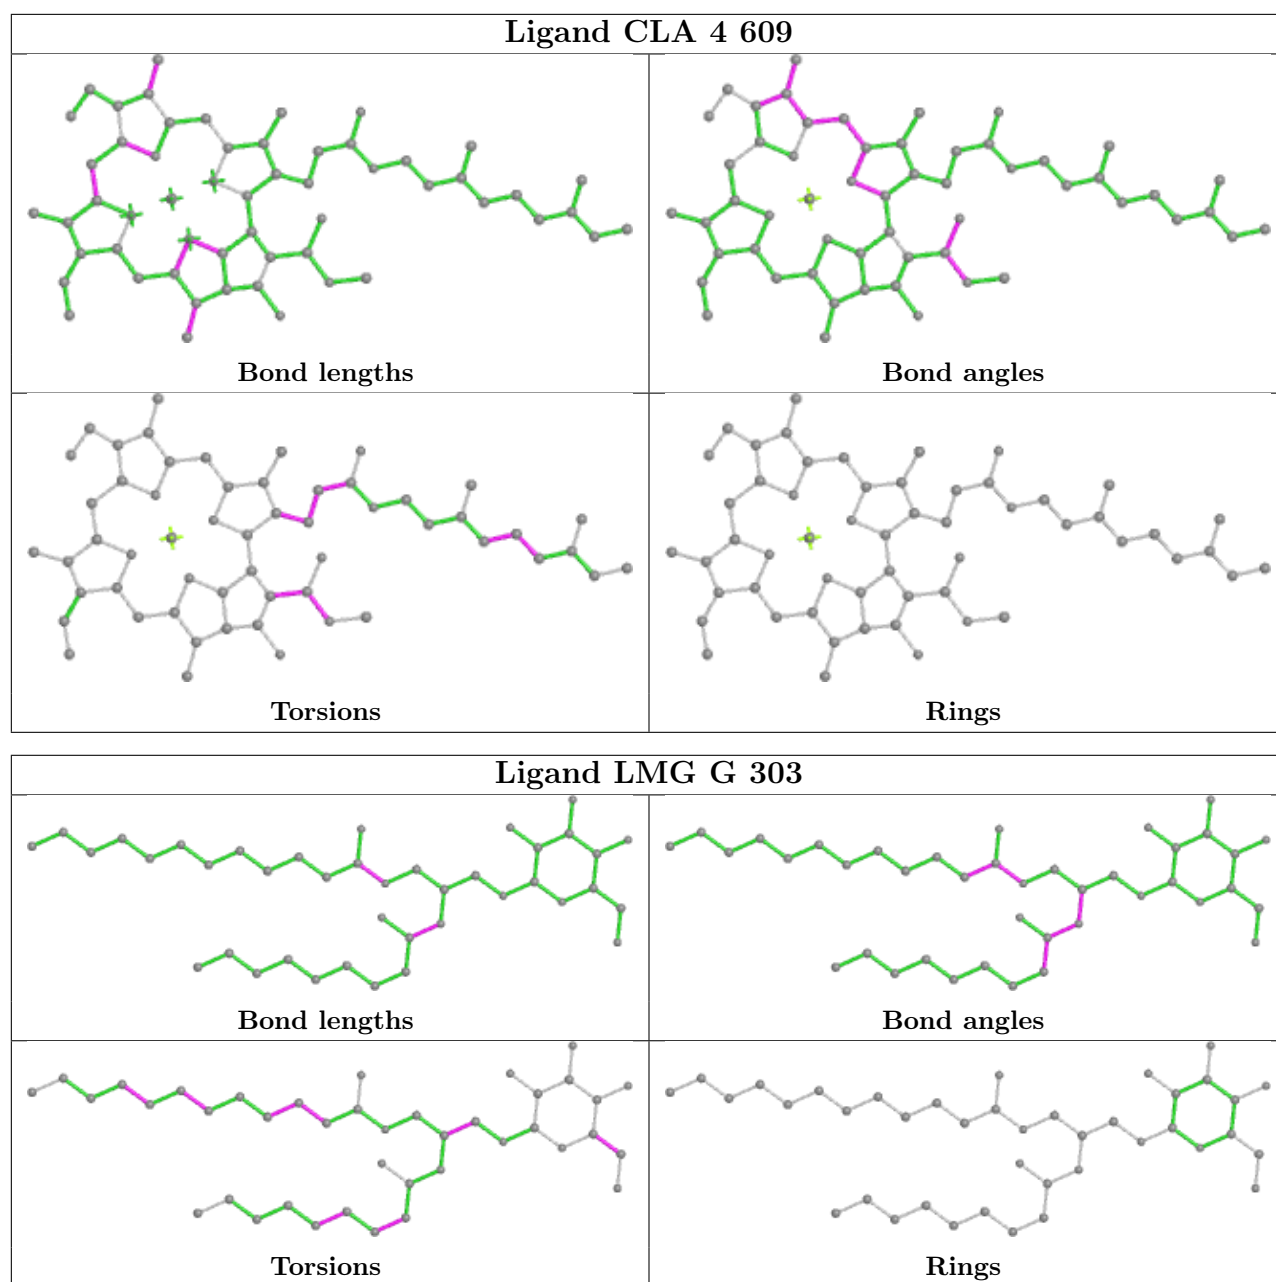 Ligand CLA 4 609
Bond lengths
Bond angles
Torsions
Rings
Ligand LMG G 303
Bond lengths
Bond angles
Torsions
Rings